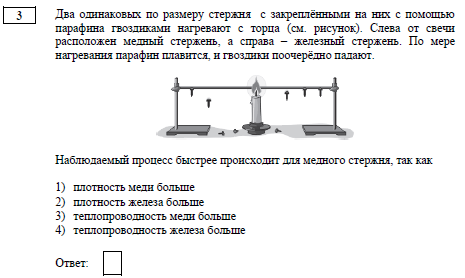 3
Два одинаковых по размеру стержня с закреплёнными на них с помощью
парафина гвоздиками нагревают с торца (см. рисунок). Слева от свечи
расположен медный стержень, а справа – железный стержень. По мере
нагревания парафин плавится, и гвоздики поочерёдно падают.
Наблюдаемый процесс быстрее происходит для медного стержня, так как
1) плотность меди больше
2) плотность железа больше
3) теплопроводность меди больше
4) теплопроводность железа больше
Ответ: